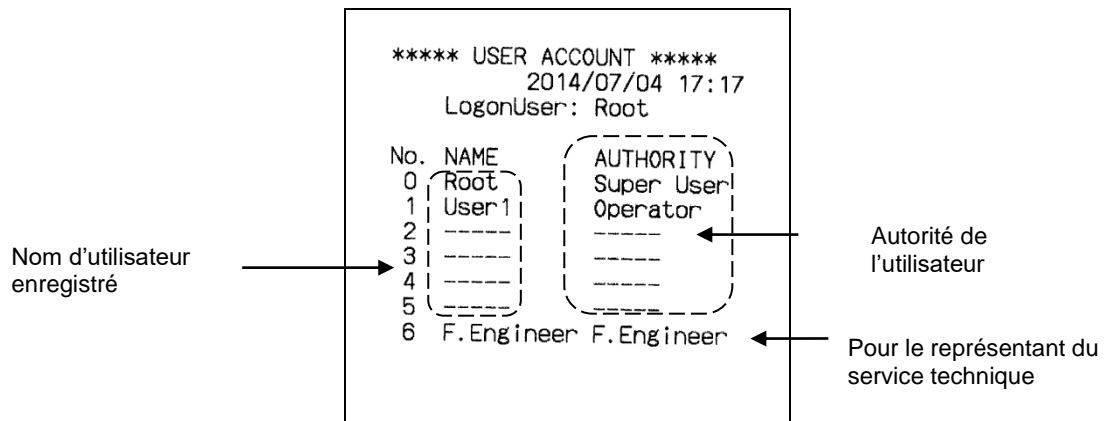 ***** USER ACCOUNT *****
2014/07/04 17:17
LogonUser: Root
No. NAME AUTHORITY
0 Root Super User
1 User1 Operator
2 ----- -----
3 ----- -----
4 ----- -----
5 ----- -----
6 F.Engineer F.Engineer
Nom d'utilisateur
enregistré
Autorité de
l'utilisateur
Pour le représentant du
service technique